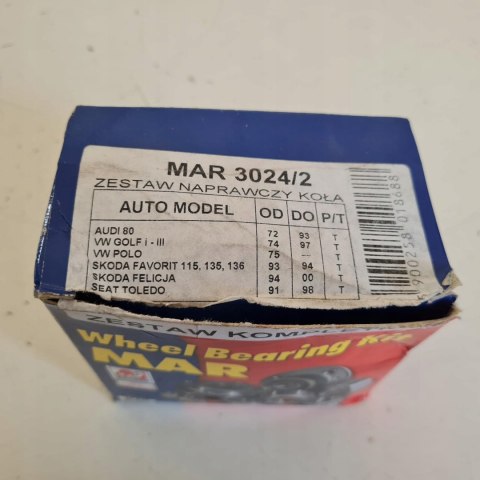 MAR 3024/2
ZESTAW NAPRAWCZY KOŁA
AUTO MODEL OD DO P/T
AUDI 80 72 93 T
VW GOLF i - III 74 97 T
VW POLO 75 --- T
SKODA FAVORIT 115, 135, 136 93 94 T
SKODA FELICJA 94 00 T
SEAT TOLEDO 91 98 T
5900258018688
ZESTAW
Wheel Bearing Kit
MAR